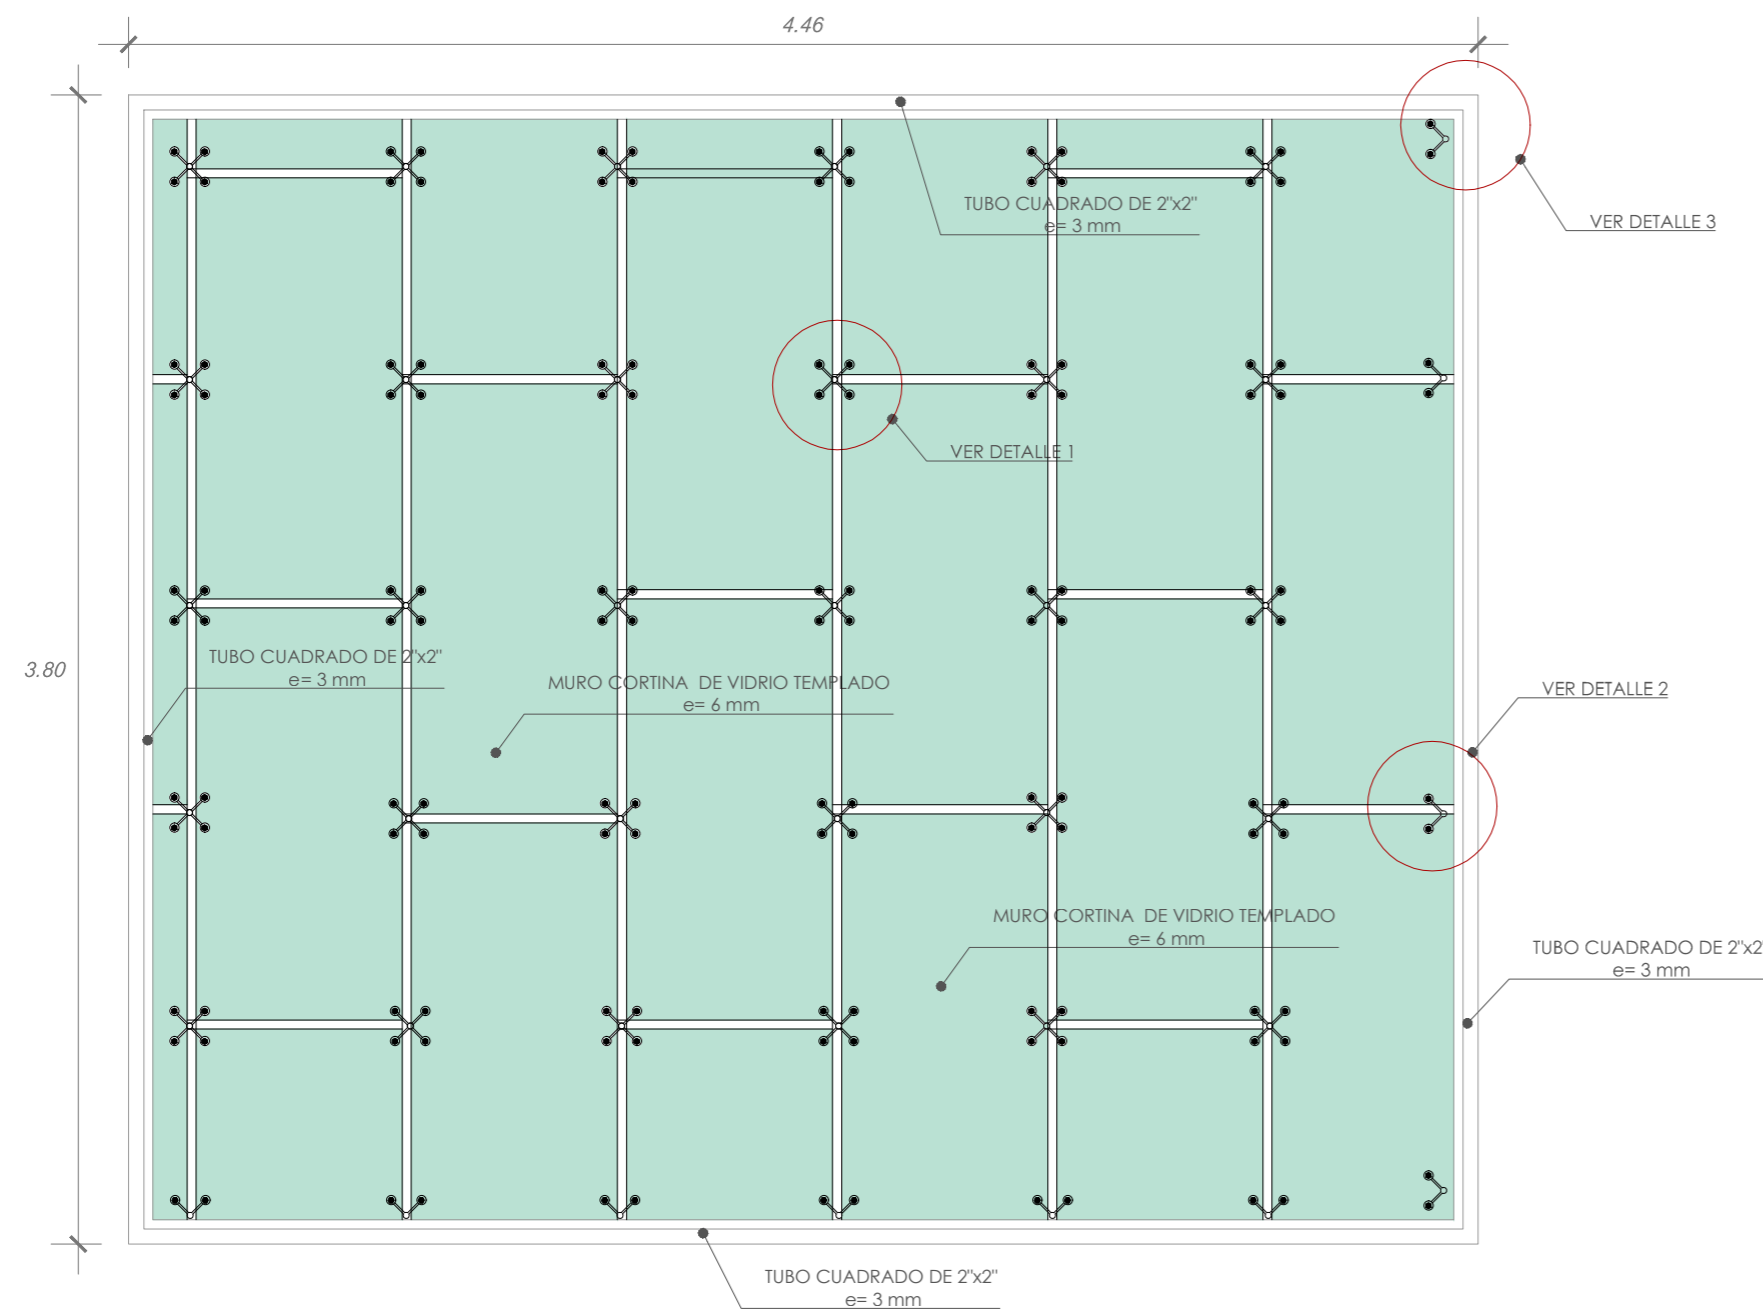 4.46
TUBO CUADRADO DE 2"x2"
e= 3 mm
VER DETALLE 3
VER DETALLE 1
3.80
TUBO CUADRADO DE 2"x2"
e= 3 mm
MURO CORTINA DE VIDRIO TEMPLADO
e= 6 mm
VER DETALLE 2
MURO CORTINA DE VIDRIO TEMPLADO
e= 6 mm
TUBO CUADRADO DE 2"x2"
e= 3 mm
TUBO CUADRADO DE 2"x2"
e= 3 mm